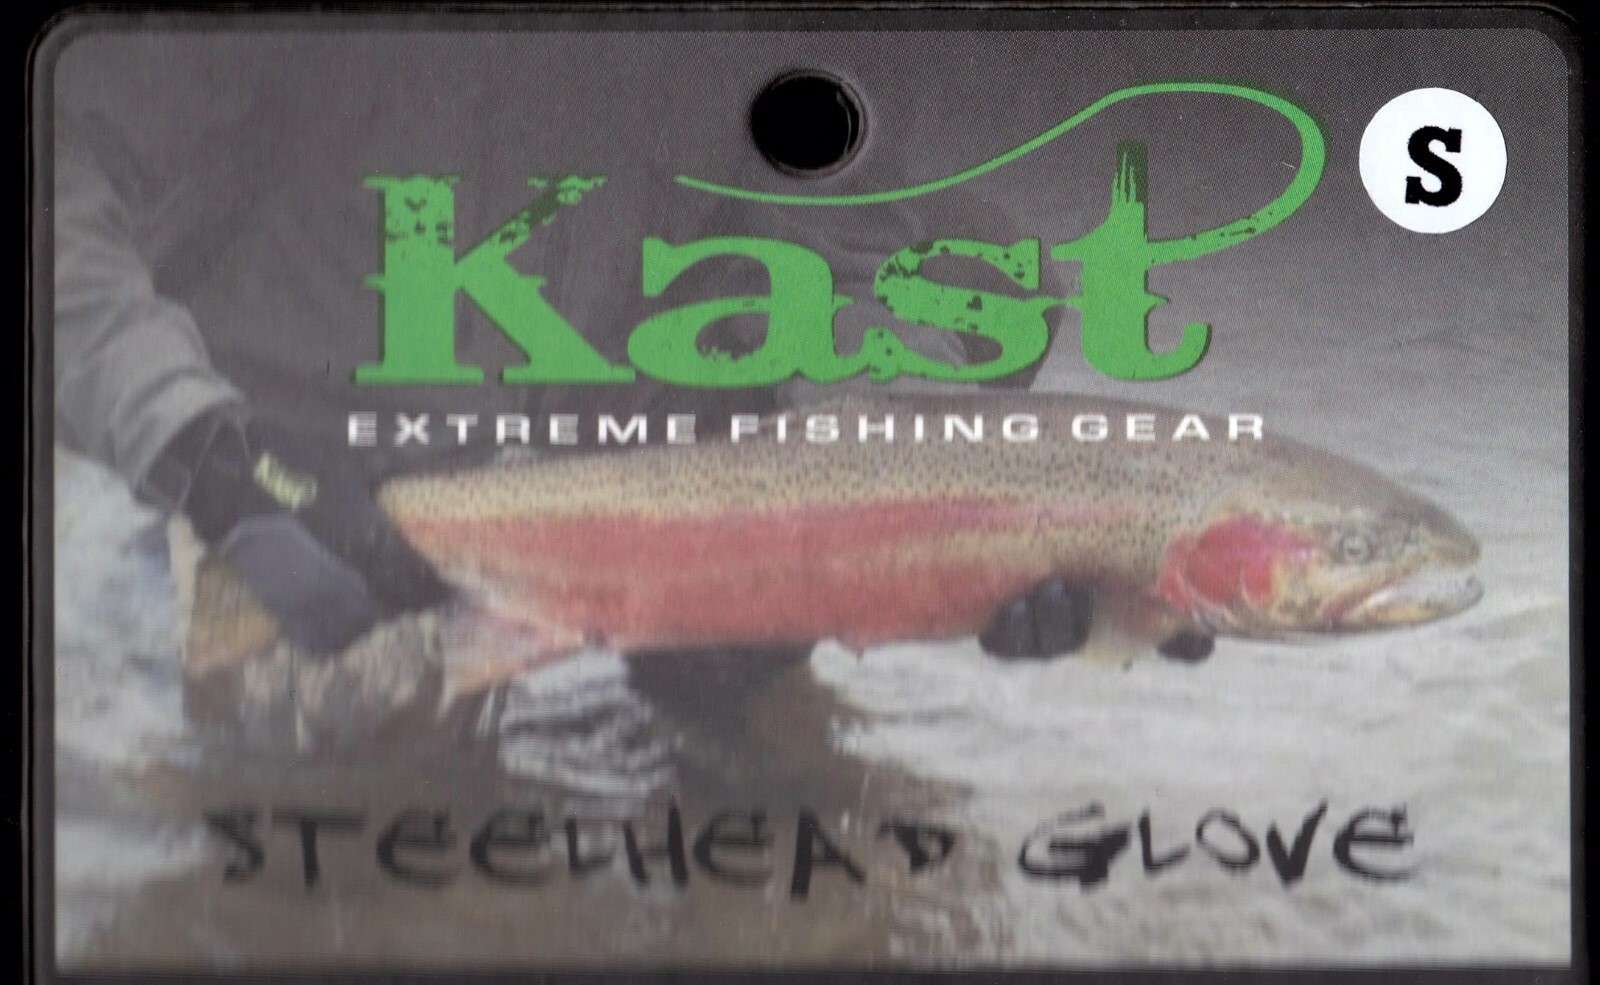 S
Kast
EXTREME FISHING GEAR
STEELHEAD GLOVE